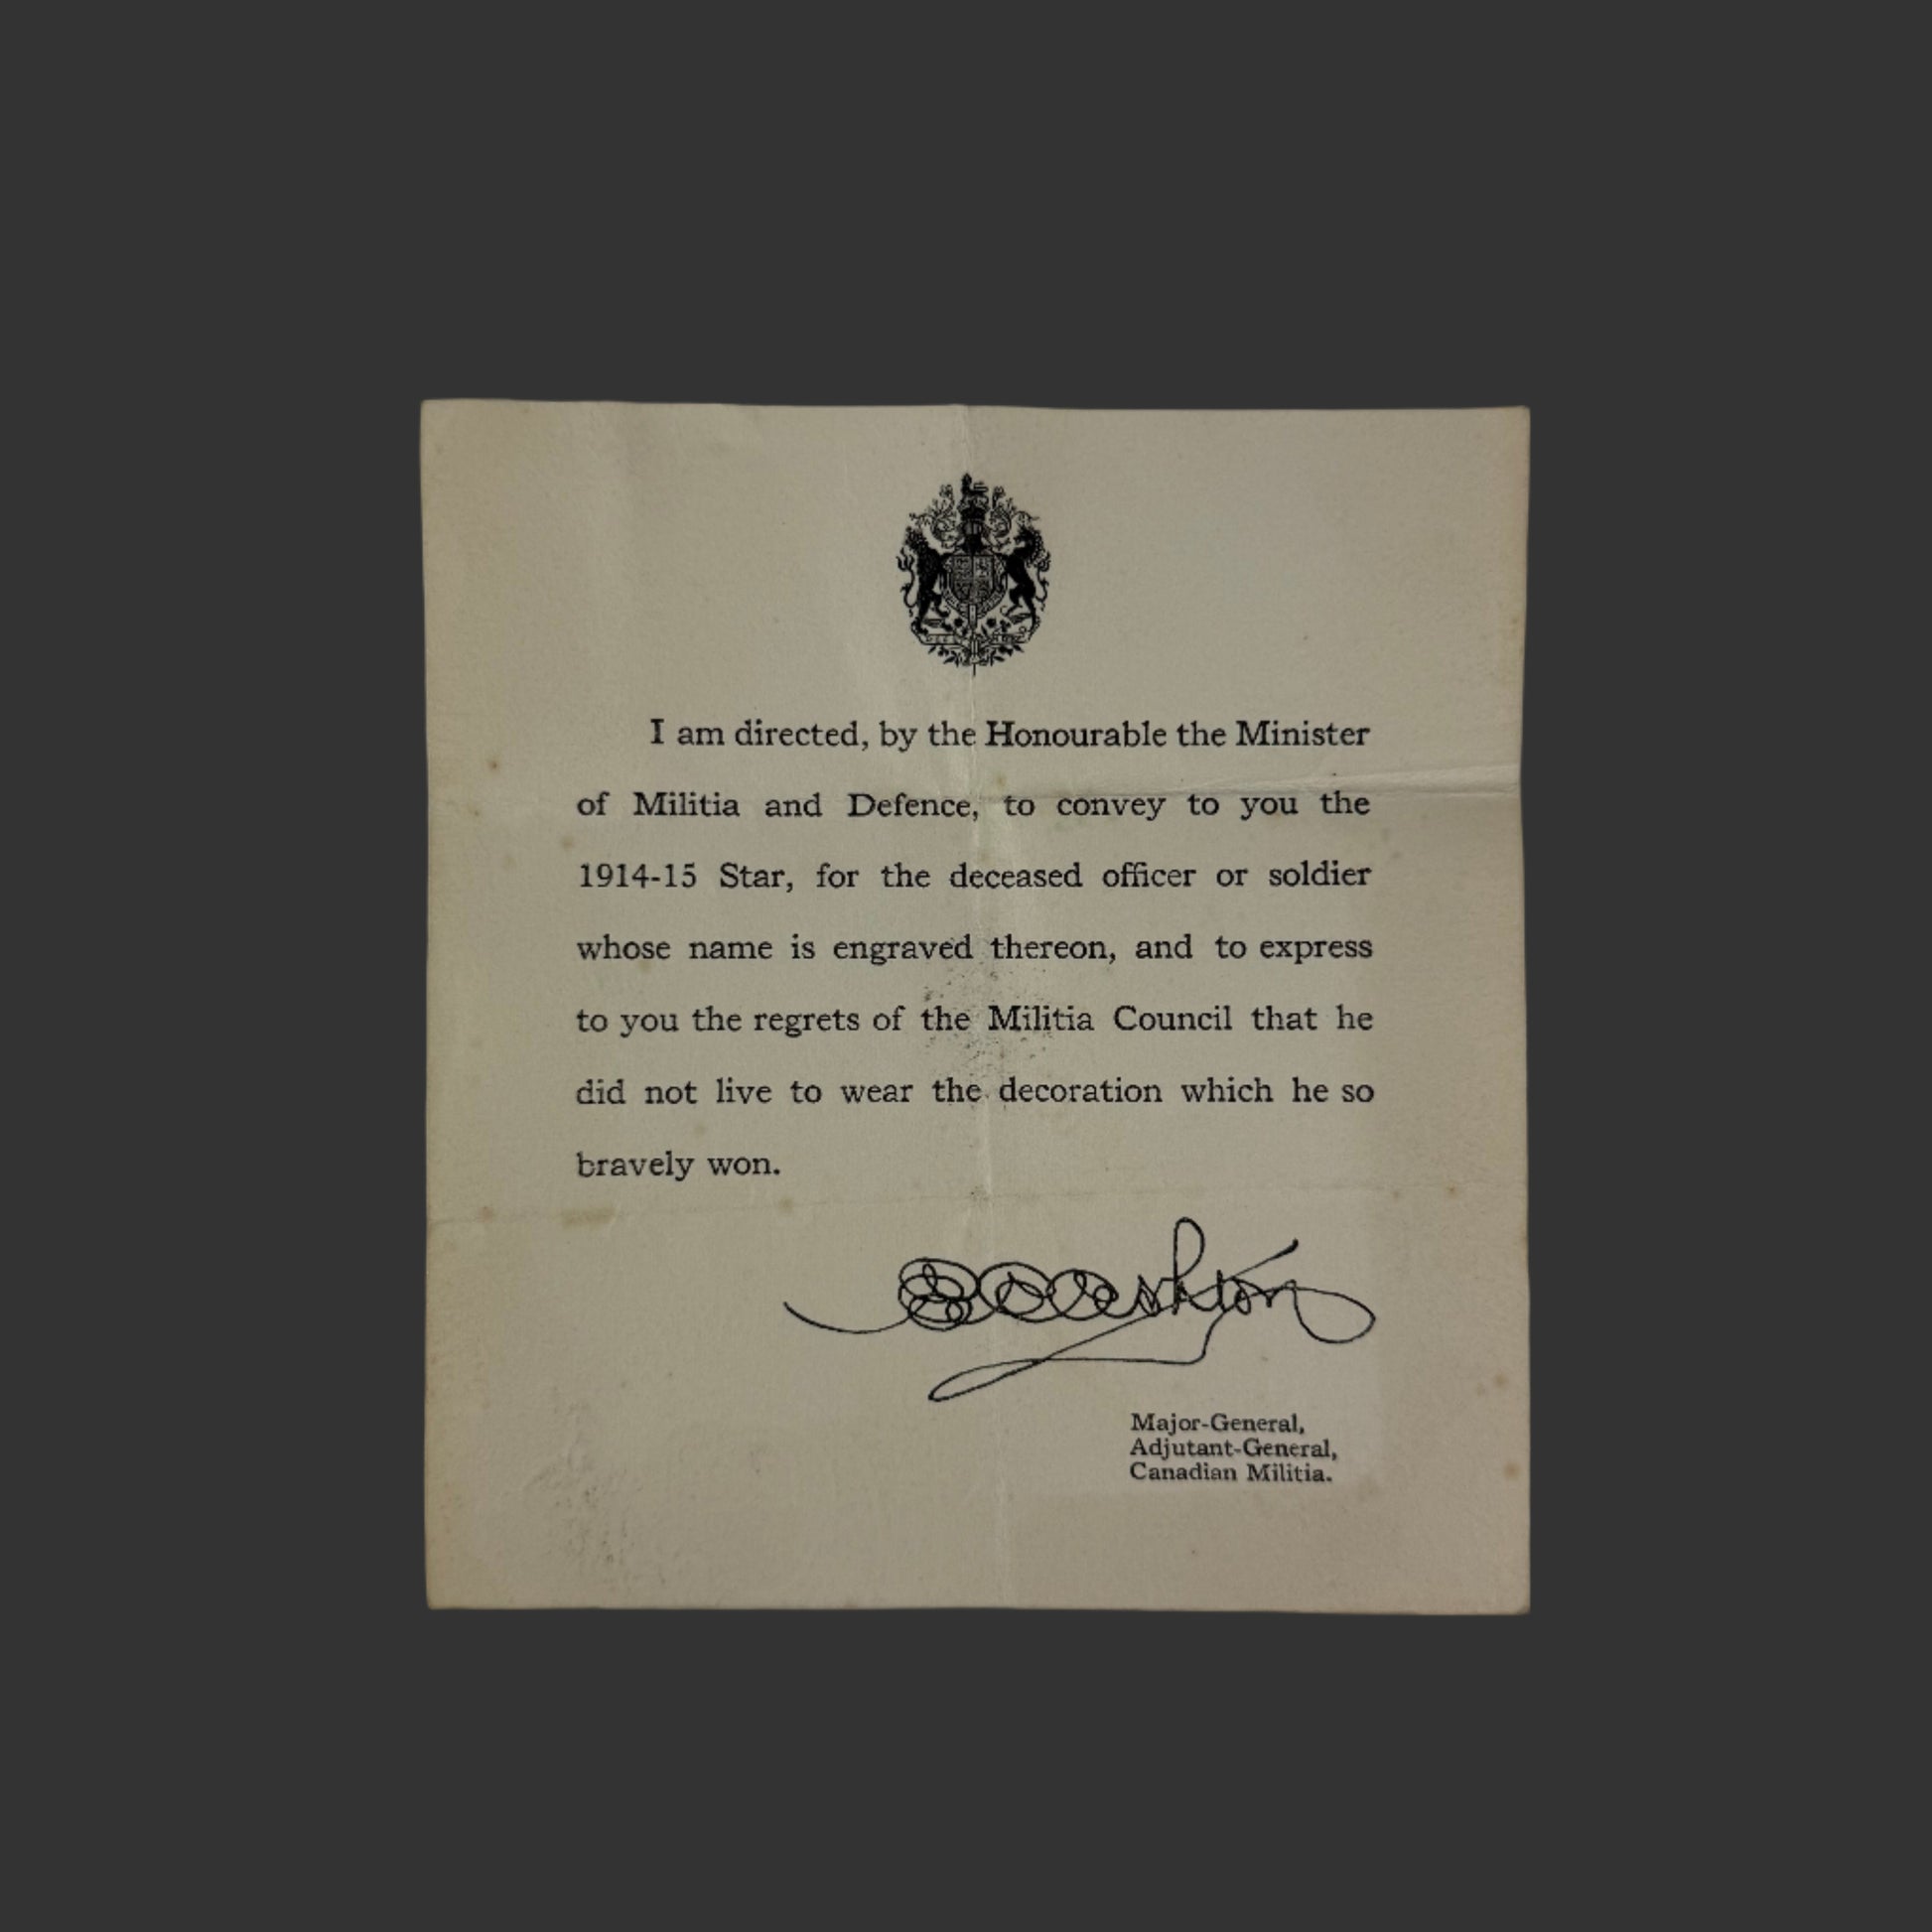 I am directed, by the Honourable the Minister
of Militia and Defence, to convey to you the
1914-15 Star, for the deceased officer or soldier
whose name is engraved thereon, and to express
to you the regrets of the Militia Council that he
did not live to wear the decoration which he so
bravely won.
Major-General,
Adjutant-General,
Canadian Militia.